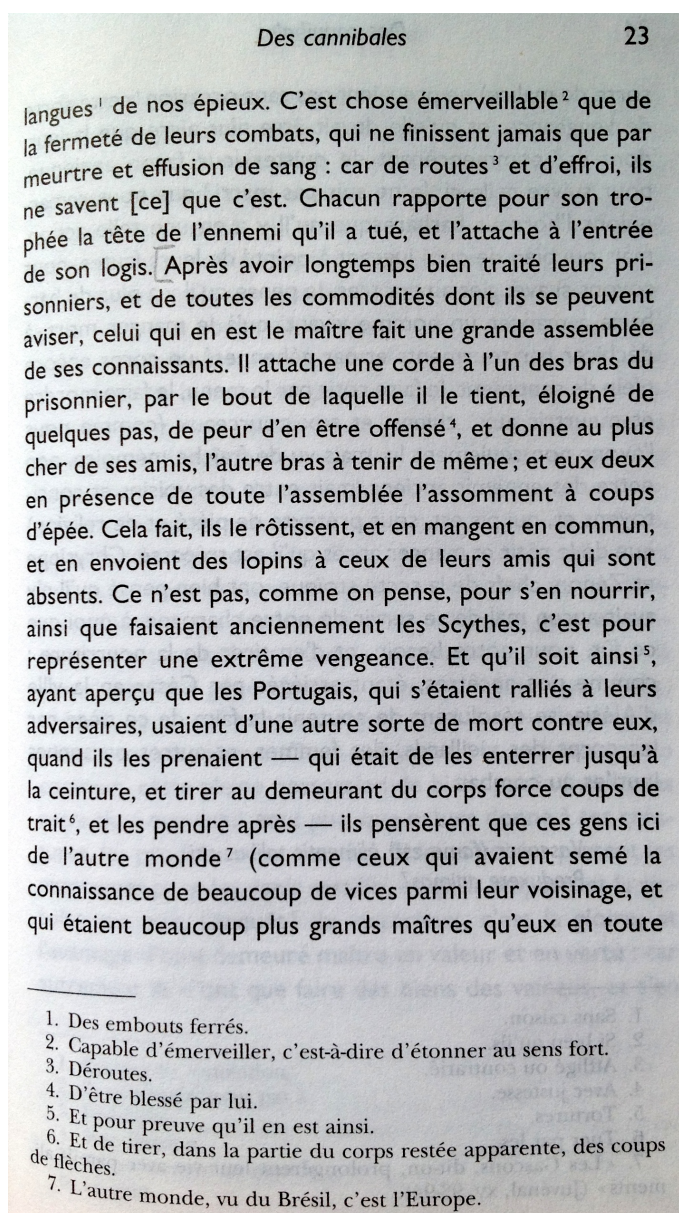 Des cannibales 23
langues ¹ de nos épieux. C’est chose émerveillable ² que de
la fermeté de leurs combats, qui ne finissent jamais que par
meurtre et effusion de sang : car de routes ³ et d’effroi, ils
ne savent [ce] que c’est. Chacun rapporte pour son tro-
phée la tête de l’ennemi qu’il a tué, et l’attache à l’entrée
de son logis. Après avoir longtemps bien traité leurs pri-
sonniers, et de toutes les commodités dont ils se peuvent
aviser, celui qui en est le maître fait une grande assemblée
de ses connaissants. Il attache une corde à l’un des bras du
prisonnier, par le bout de laquelle il le tient, éloigné de
quelques pas, de peur d’en être offensé ⁴, et donne au plus
cher de ses amis, l’autre bras à tenir de même ; et eux deux
en présence de toute l’assemblée l’assomment à coups
d’épée. Cela fait, ils le rôtissent, et en mangent en commun,
et en envoient des lopins à ceux de leurs amis qui sont
absents. Ce n’est pas, comme on pense, pour s’en nourrir,
ainsi que faisaient anciennement les Scythes, c’est pour
représenter une extrême vengeance. Et qu’il soit ainsi ⁵,
ayant aperçu que les Portugais, qui s’étaient ralliés à leurs
adversaires, usaient d’une autre sorte de mort contre eux,
quand ils les prenaient — qui était de les enterrer jusqu’à
la ceinture, et tirer au demeurant du corps force coups de
trait ⁶, et les pendre après — ils pensèrent que ces gens ici
de l’autre monde ⁷ (comme ceux qui avaient semé la
connaissance de beaucoup de vices parmi leur voisinage, et
qui étaient beaucoup plus grands maîtres qu’eux en toute
1. Des embouts ferrés.
2. Capable d’émerveiller, c’est-à-dire d’étonner au sens fort.
3. Déroutes.
4. D’être blessé par lui.
5. Et pour preuve qu’il en est ainsi.
6. Et de tirer, dans la partie du corps restée apparente, des coups
de flèches.
7. L’autre monde, vu du Brésil, c’est l’Europe.